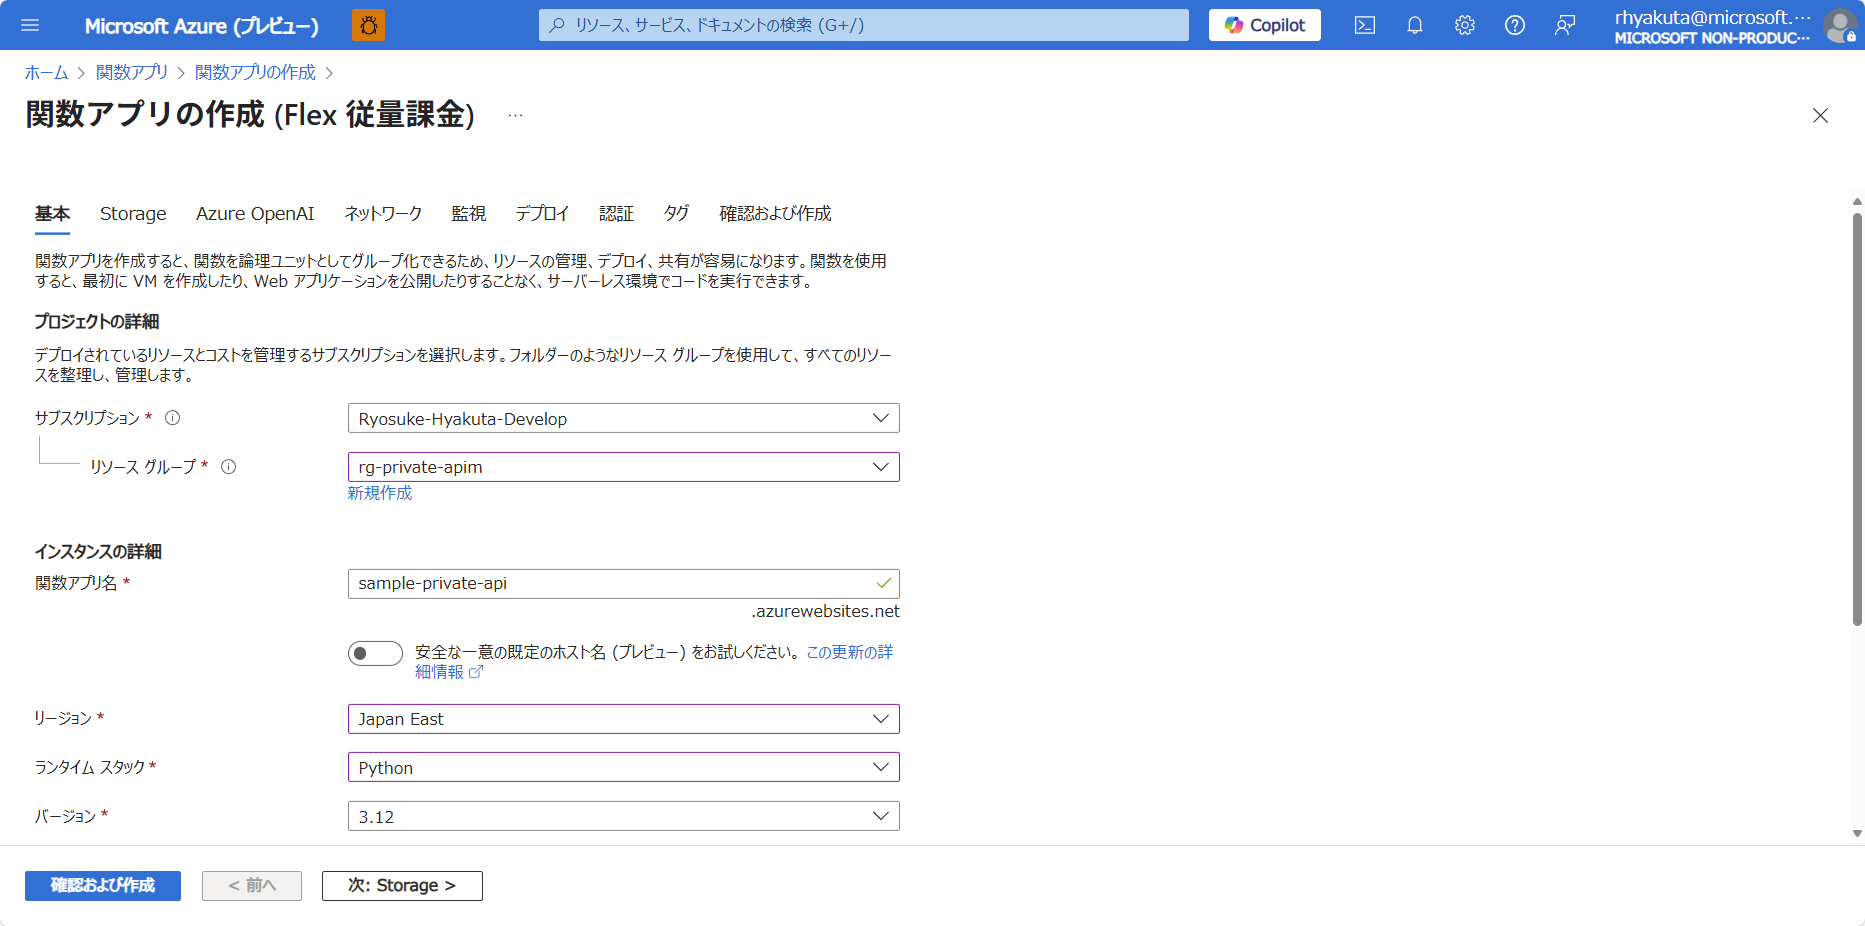 Microsoft Azure (プレビュー)
リソース、サービス、ドキュメントの検索 (G+/)
Copilot
rhyakuta@microsoft.…
MICROSOFT NON-PRODUC…
ホーム > 関数アプリ > 関数アプリの作成 >
関数アプリの作成 (Flex 従量課金) …
基本 Storage Azure OpenAI ネットワーク 監視 デプロイ 認証 タグ 確認および作成
関数アプリを作成すると、関数を論理ユニットとしてグループ化できるため、リソースの管理、デプロイ、共有が容易になります。関数を使用
すると、最初に VM を作成したり、Web アプリケーションを公開したりすることなく、サーバーレス環境でコードを実行できます。
プロジェクトの詳細
デプロイされているリソースとコストを管理するサブスクリプションを選択します。フォルダーのようなリソース グループを使用して、すべてのリソー
スを整理し、管理します。
サブスクリプション *
Ryosuke-Hyakuta-Develop
リソース グループ *
rg-private-apim
新規作成
インスタンスの詳細
関数アプリ名 *
sample-private-api
.azurewebsites.net
安全な一意の既定のホスト名 (プレビュー) をお試しください。この更新の詳
細情報
リージョン *
Japan East
ランタイム スタック *
Python
バージョン *
3.12
確認および作成
< 前へ
次: Storage >